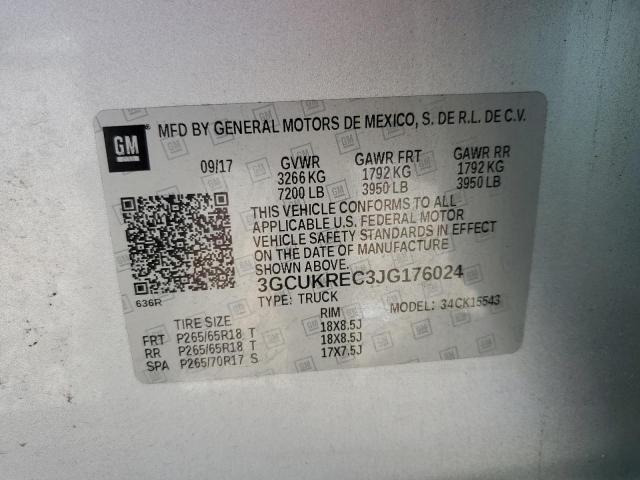 GM
MFD BY GENERAL MOTORS DE MEXICO, S. DE R.L. DE C.V.
09/17 GVWR GAWR FRT GAWR RR
3266 KG 1792 KG 1792 KG
7200 LB 3950 LB 3950 LB
THIS VEHICLE CONFORMS TO ALL
APPLICABLE U.S. FEDERAL MOTOR
VEHICLE SAFETY STANDARDS IN EFFECT
ON THE DATE OF MANUFACTURE
SHOWN ABOVE.
3GCUKREC3JG176024
636R
TYPE: TRUCK MODEL: 34CK15543
TIRE SIZE RIM
FRT P265/65R18 T 18X8.5J
RR P265/65R18 T 18X8.5J
SPA P265/70R17 S 17X7.5J